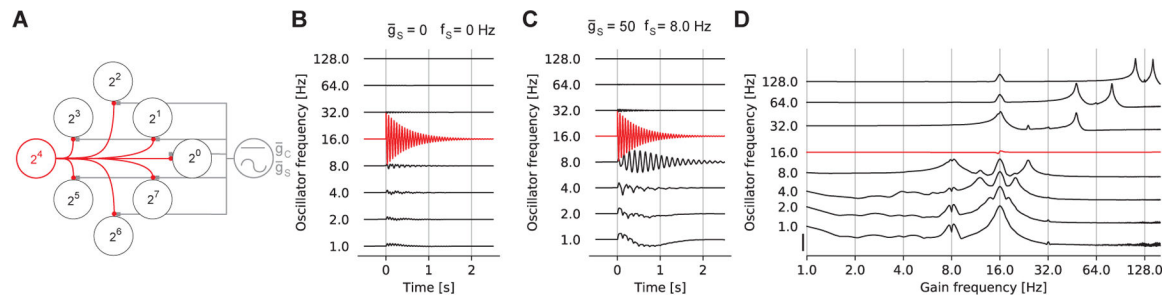 A
2^2
2^3
2^1
2^4
2^0
2^5
2^7
2^6
g̅_C
g̅_S
B
g̅_S = 0 f_S = 0 Hz
Oscillator frequency [Hz]
128.0
64.0
32.0
16.0
8.0
4.0
2.0
1.0
0 1 2
Time [s]
C
g̅_S = 50 f_S = 8.0 Hz
Oscillator frequency [Hz]
128.0
64.0
32.0
16.0
8.0
4.0
2.0
1.0
0 1 2
Time [s]
D
Oscillator frequency [Hz]
128.0
64.0
32.0
16.0
8.0
4.0
2.0
1.0
1.0 2.0 4.0 8.0 16.0 32.0 64.0 128.0
Gain frequency [Hz]